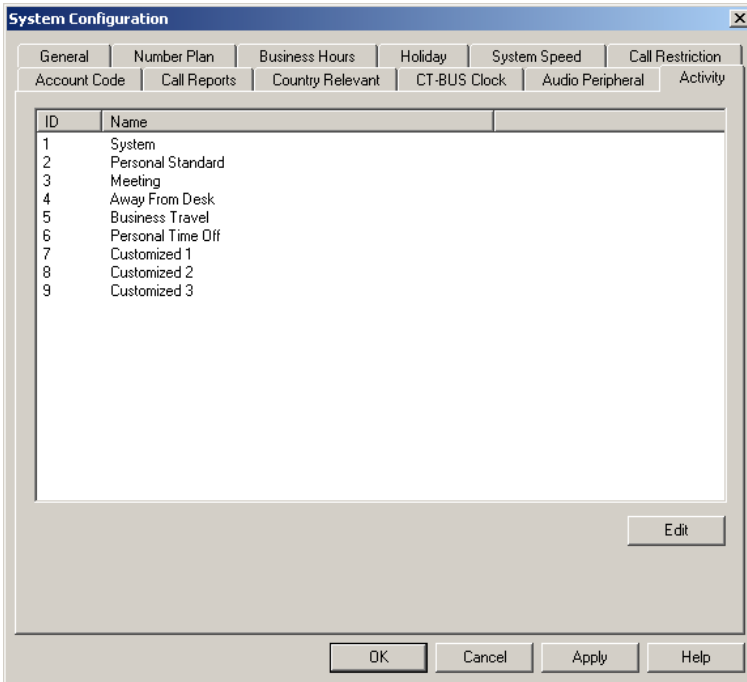 System Configuration
General Number Plan Business Hours Holiday System Speed Call Restriction
Account Code Call Reports Country Relevant CT-BUS Clock Audio Peripheral Activity
ID Name
1 System
2 Personal Standard
3 Meeting
4 Away From Desk
5 Business Travel
6 Personal Time Off
7 Customized 1
8 Customized 2
9 Customized 3
Edit
OK Cancel Apply Help